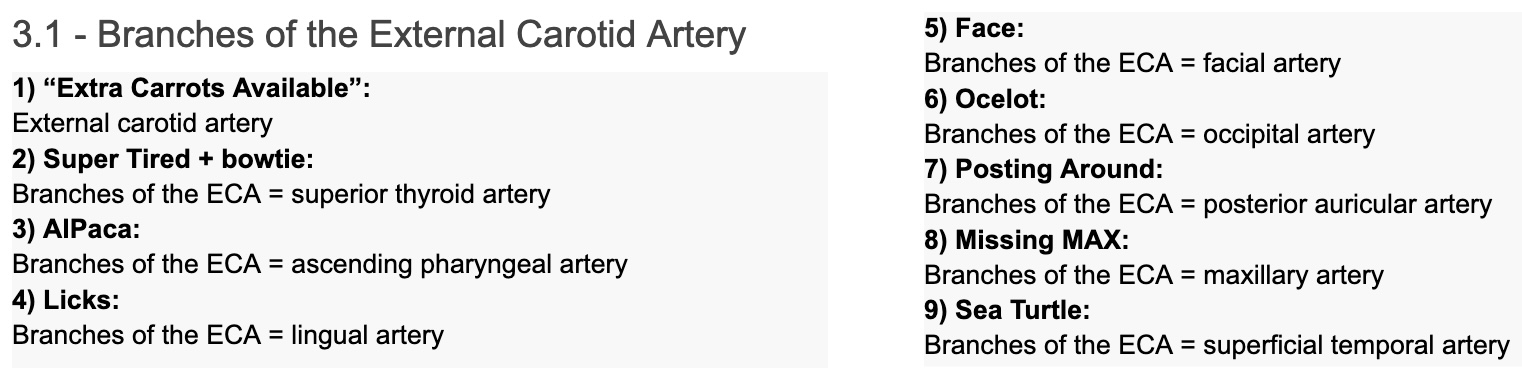 3.1 - Branches of the External Carotid Artery
1) “Extra Carrots Available”:
External carotid artery
2) Super Tired + bowtie:
Branches of the ECA = superior thyroid artery
3) AlPaca:
Branches of the ECA = ascending pharyngeal artery
4) Licks:
Branches of the ECA = lingual artery
5) Face:
Branches of the ECA = facial artery
6) Ocelot:
Branches of the ECA = occipital artery
7) Posting Around:
Branches of the ECA = posterior auricular artery
8) Missing MAX:
Branches of the ECA = maxillary artery
9) Sea Turtle:
Branches of the ECA = superficial temporal artery